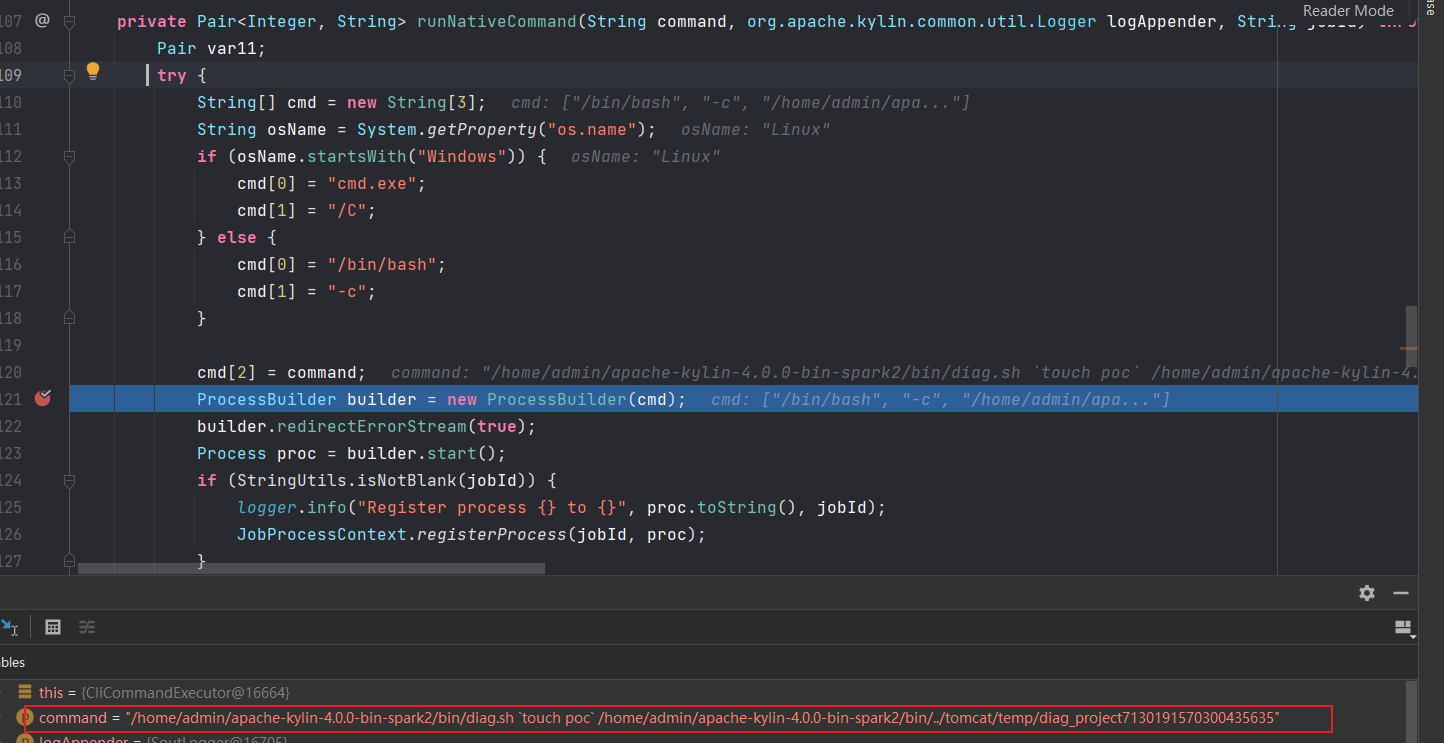 Reader Mode
107 @ private Pair<Integer, String> runNativeCommand(String command, org.apache.kylin.common.util.Logger logAppender,
108 Pair var11;
109 try {
110 String[] cmd = new String[3]; cmd: ["/bin/bash", "-c", "/home/admin/apa..."]
111 String osName = System.getProperty("os.name"); osName: "Linux"
112 if (osName.startsWith("Windows")) { osName: "Linux"
113 cmd[0] = "cmd.exe";
114 cmd[1] = "/C";
115 } else {
116 cmd[0] = "/bin/bash";
117 cmd[1] = "-c";
118 }
119
120 cmd[2] = command; command: "/home/admin/apache-kylin-4.0.0-bin-spark2/bin/diag.sh `touch poc` /home/admin/apache-kylin-4.
121 ProcessBuilder builder = new ProcessBuilder(cmd); cmd: ["/bin/bash", "-c", "/home/admin/apa..."]
122 builder.redirectErrorStream(true);
123 Process proc = builder.start();
124 if (StringUtils.isNotBlank(jobId)) {
125 logger.info("Register process {} to {}", proc.toString(), jobId);
126 JobProcessContext.registerProcess(jobId, proc);
127 }
bles
this = {CliCommandExecutor@16664}
command = "/home/admin/apache-kylin-4.0.0-bin-spark2/bin/diag.sh `touch poc` /home/admin/apache-kylin-4.0.0-bin-spark2/bin/../tomcat/temp/diag_project7130191570300435635"
logAppender = {SoutLogger@16705}